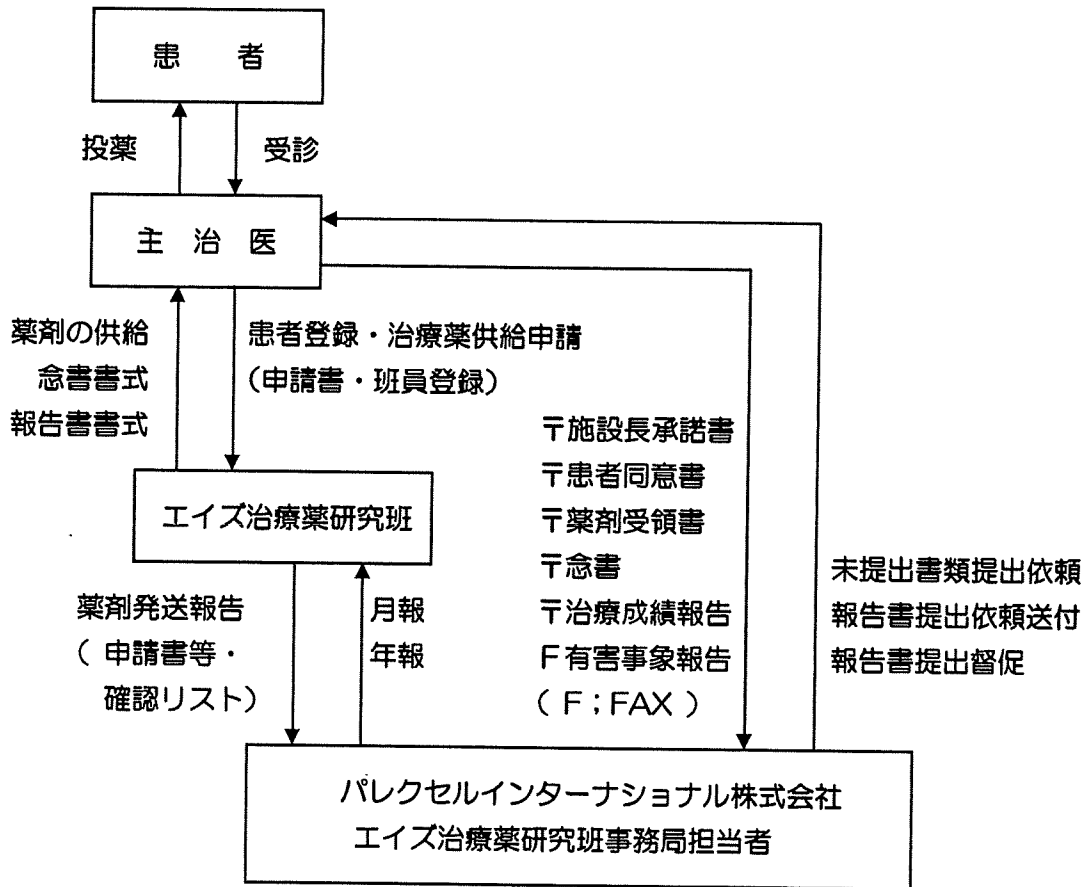 患者
投薬
受診
主治医
薬剤の供給
念書書式
報告書書式
患者登録・治療薬供給申請
(申請書・班員登録)
エイズ治療薬研究班
薬剤発送報告
( 申請書等・
確認リスト)
月報
年報
〒施設長承諾書
〒患者同意書
〒薬剤受領書
〒念書
〒治療成績報告
F有害事象報告
( F;FAX )
未提出書類提出依頼
報告書提出依頼送付
報告書提出督促
パレクセルインターナショナル株式会社
エイズ治療薬研究班事務局担当者